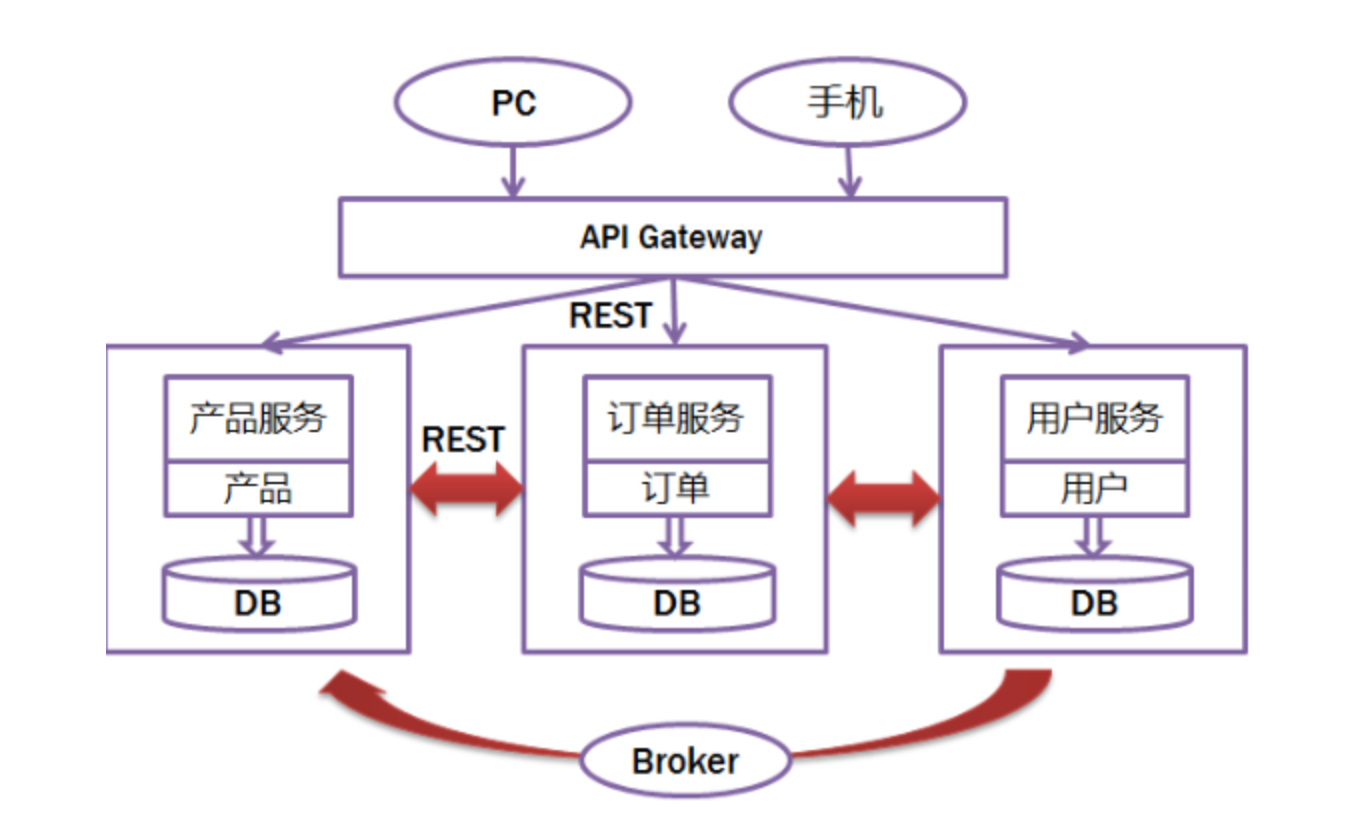 PC
手机
API Gateway
REST
产品服务
产品
DB
REST
订单服务
订单
DB
用户服务
用户
DB
Broker